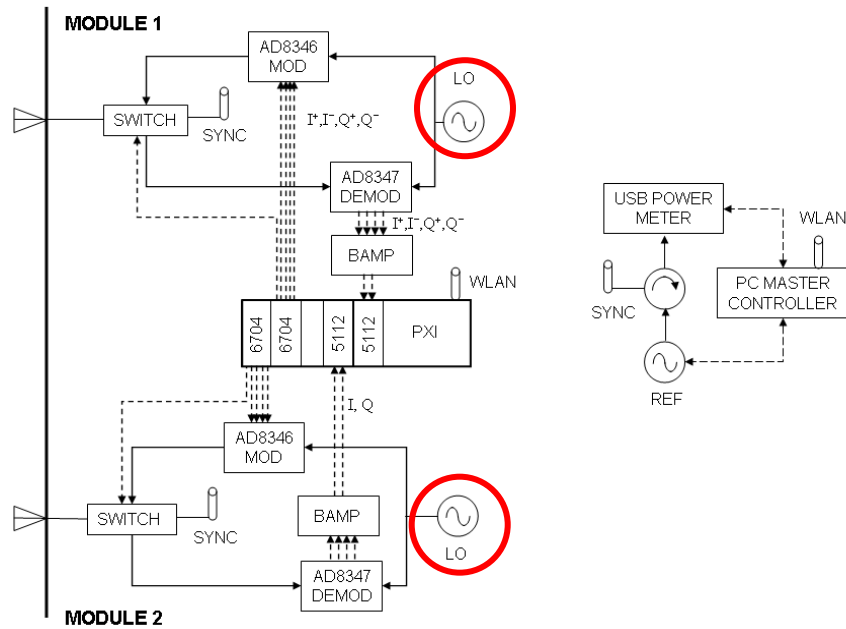 MODULE 1
AD8346
MOD
LO
SWITCH
SYNC
I⁺,I⁻,Q⁺,Q⁻
AD8347
DEMOD
I⁺,I⁻,Q⁺,Q⁻
BAMP
WLAN
6704
6704
5112
5112
PXI
I, Q
AD8346
MOD
SWITCH
SYNC
BAMP
LO
AD8347
DEMOD
MODULE 2
USB POWER
METER
WLAN
SYNC
PC MASTER
CONTROLLER
REF